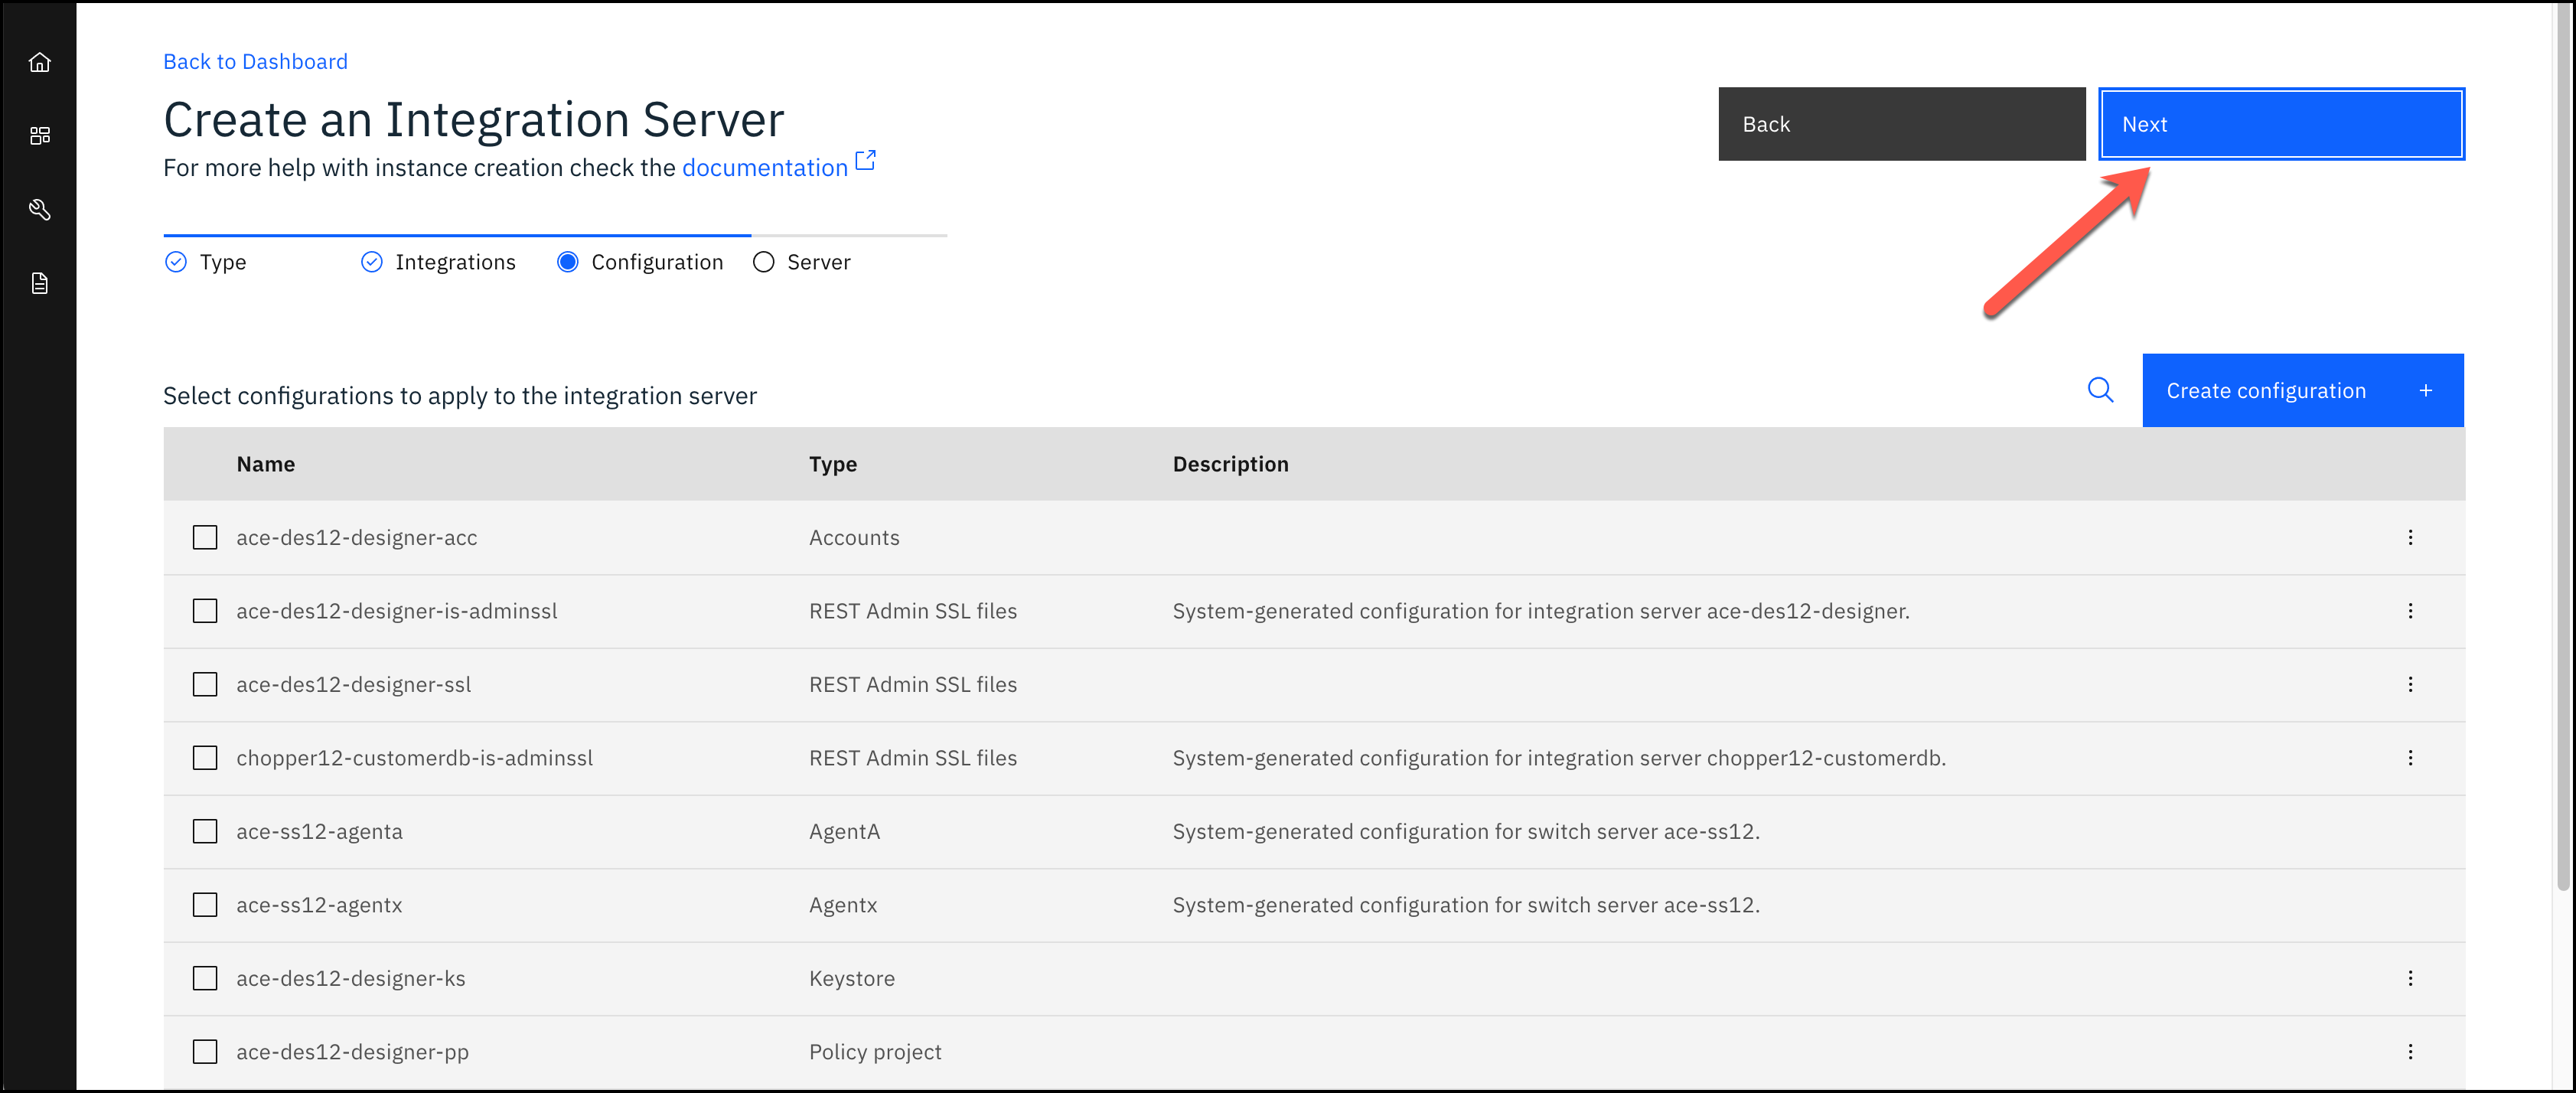 Back to Dashboard
Create an Integration Server
For more help with instance creation check the documentation
Back
Next
Type
Integrations
Configuration
Server
Select configurations to apply to the integration server
Create configuration +
Name Type Description
ace-des12-designer-acc Accounts
ace-des12-designer-is-adminssl REST Admin SSL files System-generated configuration for integration server ace-des12-designer.
ace-des12-designer-ssl REST Admin SSL files
chopper12-customerdb-is-adminssl REST Admin SSL files System-generated configuration for integration server chopper12-customerdb.
ace-ss12-agenta AgentA System-generated configuration for switch server ace-ss12.
ace-ss12-agentx Agentx System-generated configuration for switch server ace-ss12.
ace-des12-designer-ks Keystore
ace-des12-designer-pp Policy project